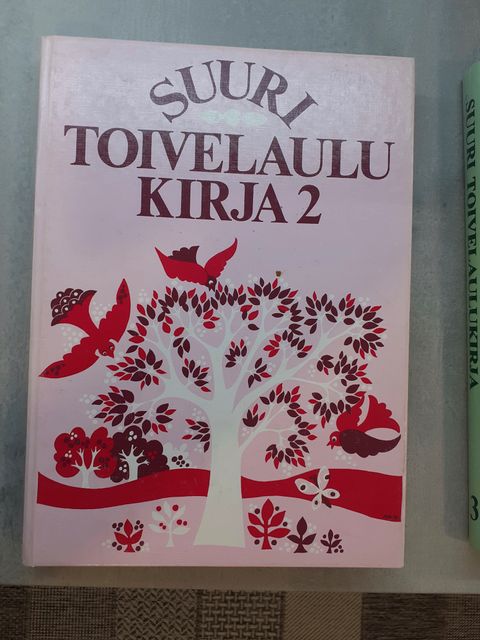 SUURI
TOIVELAULU
KIRJA 2
SUURI TOIVELAULUKIRJA
3